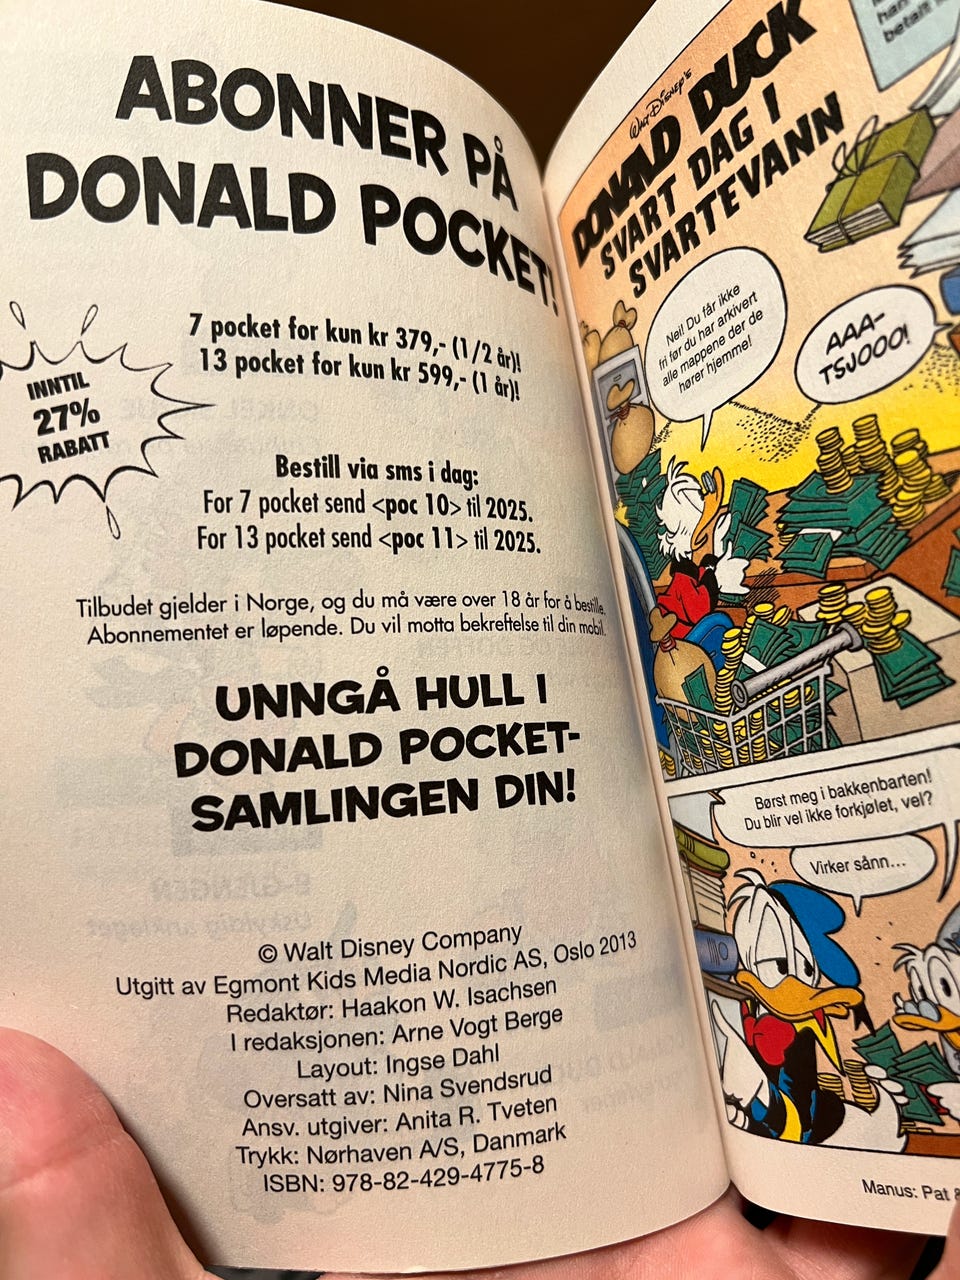 ABONNER PÅ
DONALD POCKET!
7 pocket for kun kr 379,- (1/2 år)!
13 pocket for kun kr 599,- (1 år)!
INNTIL
27%
RABATT
Bestill via sms i dag:
For 7 pocket send <poc 10> til 2025.
For 13 pocket send <poc 11> til 2025.
Tilbudet gjelder i Norge, og du må være over 18 år for å bestille.
Abonnementet er løpende. Du vil motta bekreftelse til din mobil.
UNNGÅ HULL I
DONALD POCKET-
SAMLINGEN DIN!
© Walt Disney Company
Utgitt av Egmont Kids Media Nordic AS, Oslo 2013
Redaktør: Haakon W. Isachsen
I redaksjonen: Arne Vogt Berge
Layout: Ingse Dahl
Oversatt av: Nina Svendsrud
Ansv. utgiver: Anita R. Tveten
Trykk: Nørhaven A/S, Danmark
ISBN: 978-82-429-4775-8
WALT DISNEY'S
DONALD DUCK
SVART DAG I
SVARTEVANN
Nei! Du får ikke
fri før du har arkivert
alle mappene der de
hører hjemme!
AAA-
TSJOOO!
Børst meg i bakkenbarten!
Du blir vel ikke forkjølet, vel?
Virker sånn...
Manus: Pat